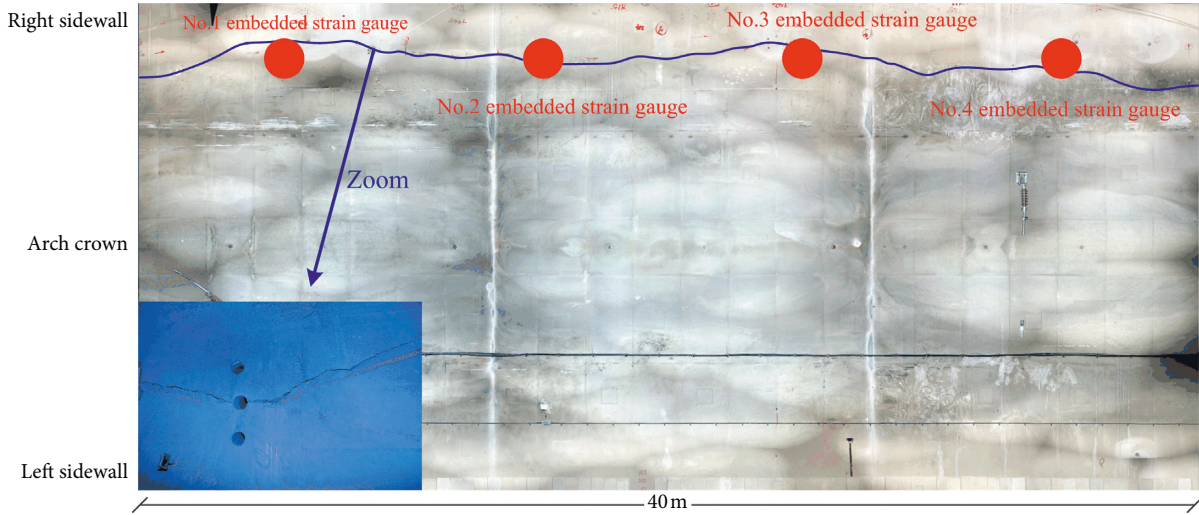 Right sidewall
No.1 embedded strain gauge
No.3 embedded strain gauge
No.2 embedded strain gauge
No.4 embedded strain gauge
Zoom
Arch crown
Left sidewall
40 m